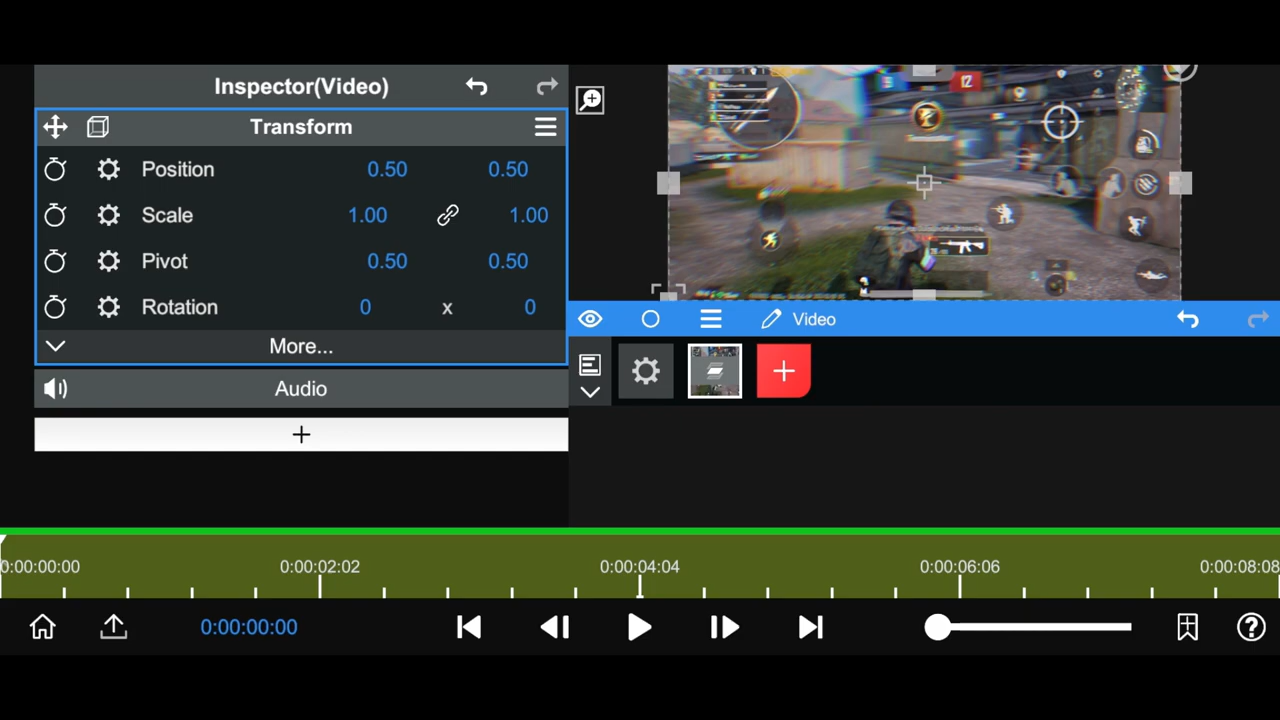 Inspector(Video)
Transform
Position 0.50 0.50
Scale 1.00 1.00
Pivot 0.50 0.50
Rotation 0 x 0
More...
Audio
+
12
Video
+
0:00:00:00 0:00:02:02 0:00:04:04 0:00:06:06 0:00:08:08
0:00:00:00